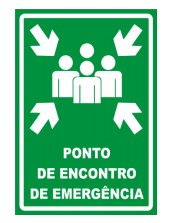 PONTO
DE ENCONTRO
DE EMERGÊNCIA